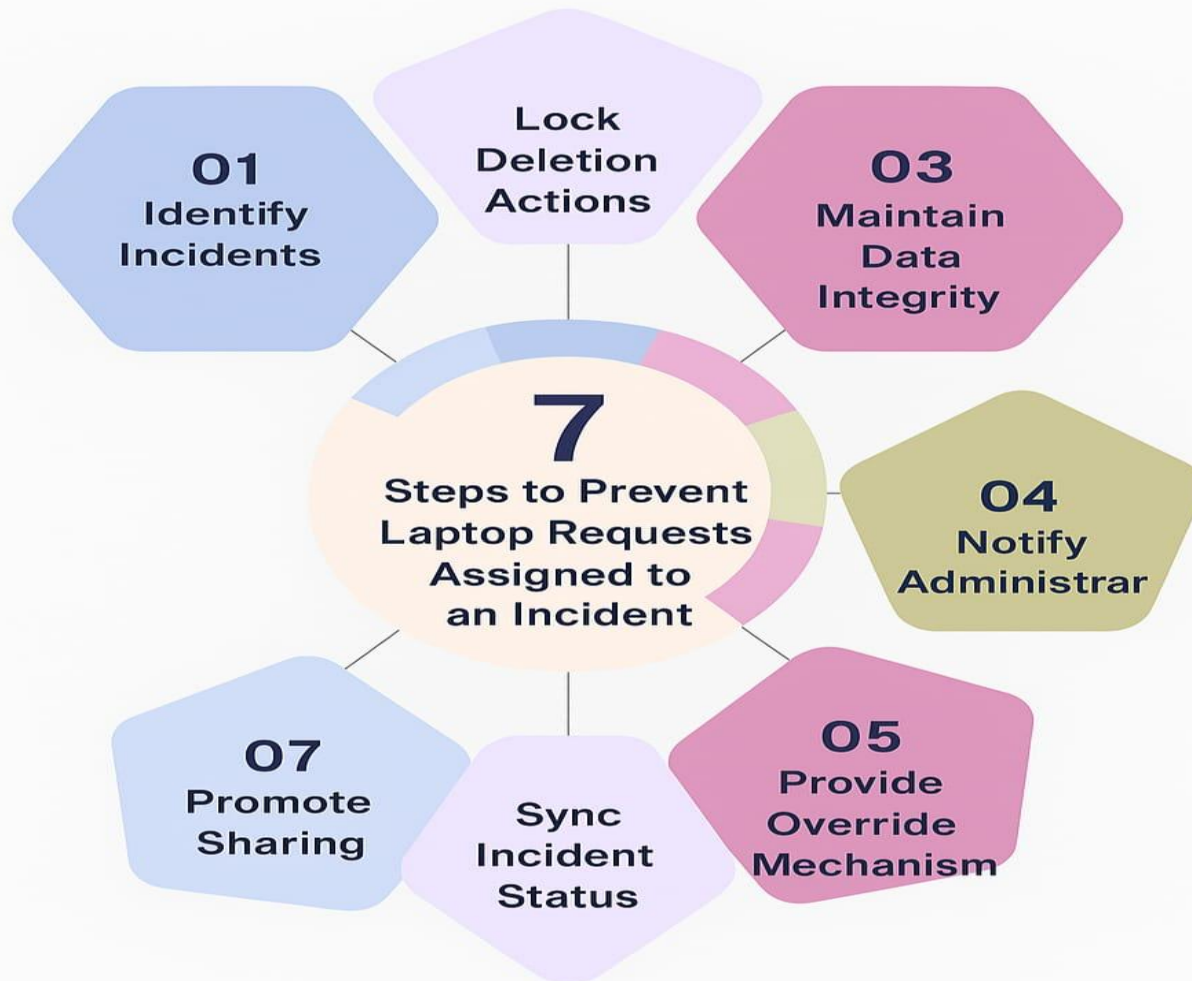 01
Identify
Incidents
Lock
Deletion
Actions
03
Maintain
Data
Integrity
7
Steps to Prevent
Laptop Requests
Assigned to
an Incident
04
Notify
Administrar
05
Provide
Override
Mechanism
Sync
Incident
Status
07
Promote
Sharing